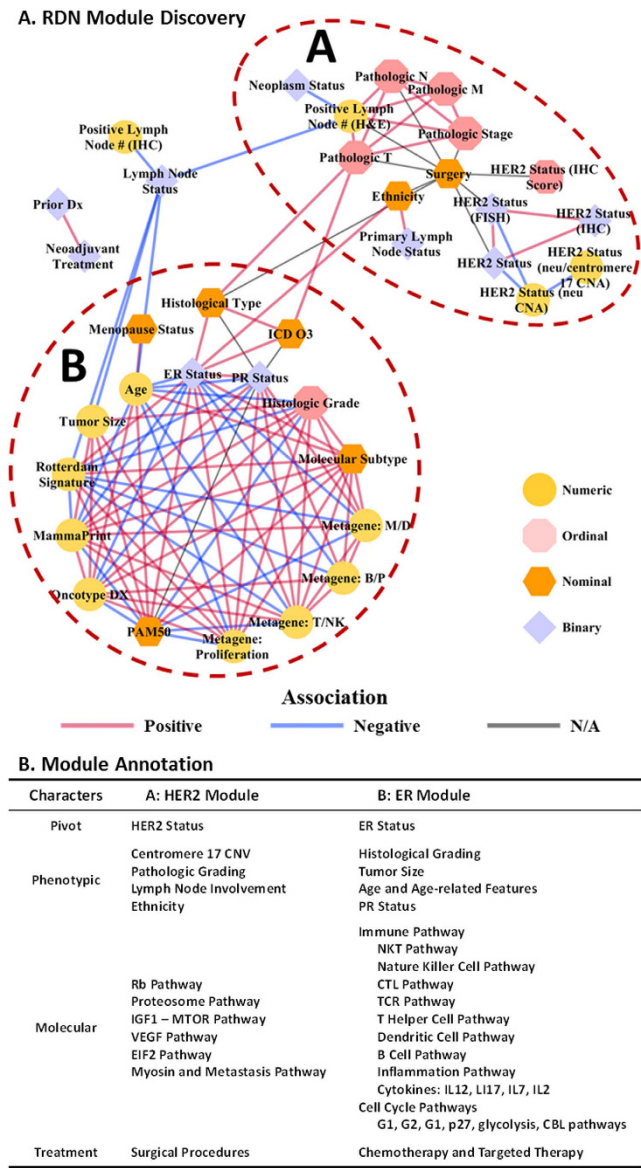 A. RDN Module Discovery
A
Neoplasm Status
Pathologic N
Pathologic M
Positive Lymph
Node # (H&E)
Pathologic Stage
Positive Lymph
Node # (IHC)
Pathologic T
Lymph Node
Status
Surgery
HER2 Status (IHC
Score)
Ethnicity
Prior Dx
HER2 Status
(FISH)
HER2 Status
(IHC)
Neoadjuvant
Treatment
Primary Lymph
Node Status
HER2 Status
HER2 Status
(neu/centromere
17 CNA)
HER2 Status (neu
CNA)
Histological Type
Menopause Status
ICD O3
B
ER Status
PR Status
Age
Histologic Grade
Tumor Size
Molecular Subtype
Rotterdam
Signature
Numeric
MammaPrint
Metagene: M/D
Ordinal
Oncotype DX
Metagene: B/P
Nominal
PAM50
Metagene: T/NK
Metagene:
Proliferation
Binary
Association
Positive
Negative
N/A
B. Module Annotation
Characters
A: HER2 Module
B: ER Module
Pivot
HER2 Status
ER Status
Phenotypic
Centromere 17 CNV
Pathologic Grading
Lymph Node Involvement
Ethnicity
Histological Grading
Tumor Size
Age and Age-related Features
PR Status
Molecular
Rb Pathway
Proteosome Pathway
IGF1 – MTOR Pathway
VEGF Pathway
EIF2 Pathway
Myosin and Metastasis Pathway
Immune Pathway
NKT Pathway
Nature Killer Cell Pathway
CTL Pathway
TCR Pathway
T Helper Cell Pathway
Dendritic Cell Pathway
B Cell Pathway
Inflammation Pathway
Cytokines: IL12, LI17, IL7, IL2
Cell Cycle Pathways
G1, G2, G1, p27, glycolysis, CBL pathways
Treatment
Surgical Procedures
Chemotherapy and Targeted Therapy